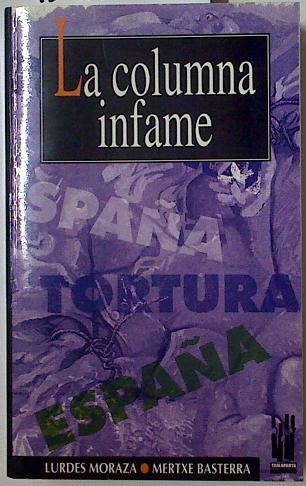 La columna
infame
SPAÑA
TORTURA
ESPAÑA
LURDES MORAZA ● MERTXE BASTERRA
TXALAPARTA